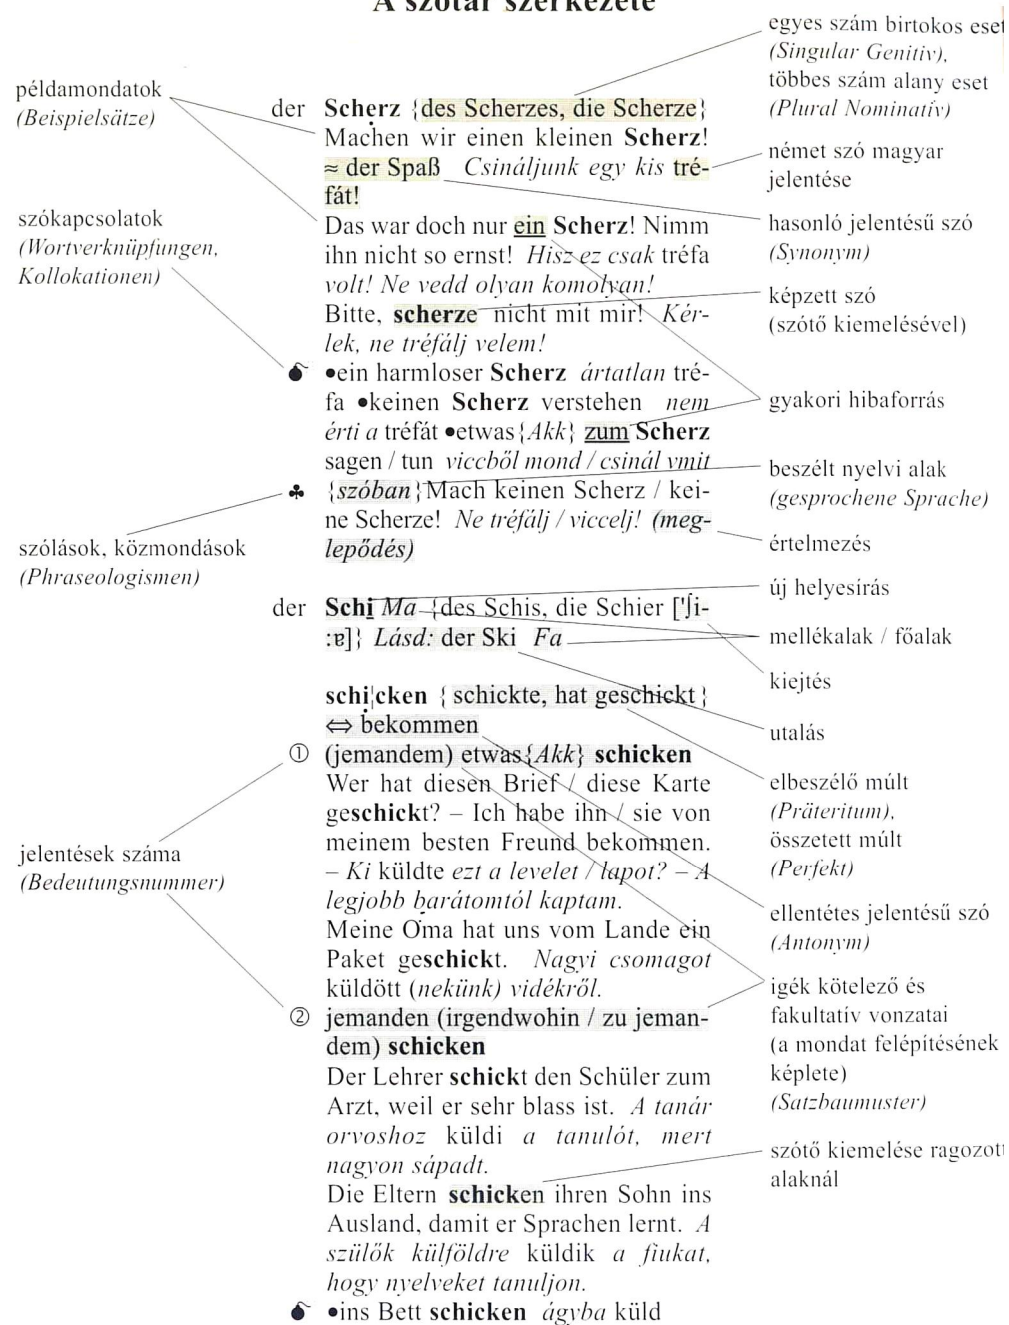 A szótár szerkezete
példamondatok
(Beispielsätze)
szókapcsolatok
(Wortverknüpfungen,
Kollokationen)
szólások, közmondások
(Phraseologismen)
jelentések száma
(Bedeutungsnummer)
der Scherz {des Scherzes, die Scherze}
Machen wir einen kleinen Scherz!
≈ der Spaß Csináljunk egy kis tré-
fát!
Das war doch nur ein Scherz! Nimm
ihn nicht so ernst! Hisz ez csak tréfa
volt! Ne vedd olyan komolyan!
Bitte, scherze nicht mit mir! Kér-
lek, ne tréfálj velem!
●ein harmloser Scherz ártatlan tré-
fa ●keinen Scherz verstehen nem
érti a tréfát ●etwas{Akk} zum Scherz
sagen / tun viccből mond / csinál vmit
♣ {szóban}Mach keinen Scherz / kei-
ne Scherze! Ne tréfálj / viccelj! (meg-
lepődés)
der Schi Ma {des Schis, die Schier ['ʃi-
:ɐ]} Lásd: der Ski Fa
schi¦cken {schickte, hat geschickt}
⇔ bekommen
① (jemandem) etwas{Akk} schicken
Wer hat diesen Brief / diese Karte
geschickt? – Ich habe ihn / sie von
meinem besten Freund bekommen.
– Ki küldte ezt a levelet / lapot? – A
legjobb barátomtól kaptam.
Meine Oma hat uns vom Lande ein
Paket geschickt. Nagyi csomagot
küldött (nekünk) vidékről.
② jemanden (irgendwohin / zu jeman-
dem) schicken
Der Lehrer schickt den Schüler zum
Arzt, weil er sehr blass ist. A tanár
orvoshoz küldi a tanulót, mert
nagyon sápadt.
Die Eltern schicken ihren Sohn ins
Ausland, damit er Sprachen lernt. A
szülők külföldre küldik a fiukat,
hogy nyelveket tanuljon.
●ins Bett schicken ágyba küld
egyes szám birtokos eset
(Singular Genitiv),
többes szám alany eset
(Plural Nominativ)
német szó magyar
jelentése
hasonló jelentésű szó
(Synonym)
képzett szó
(szótő kiemelésével)
gyakori hibaforrás
beszélt nyelvi alak
(gesprochene Sprache)
értelmezés
új helyesírás
mellékalak / főalak
kiejtés
utalás
elbeszélő múlt
(Präteritum),
összetett múlt
(Perfekt)
ellentétes jelentésű szó
(Antonym)
igék kötelező és
fakultatív vonzatai
(a mondat felépítésének
képlete)
(Satzbaumuster)
szótő kiemelése ragozott
alaknál